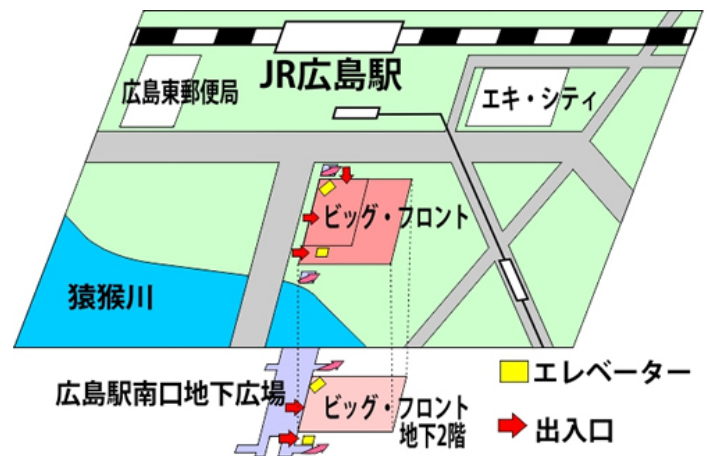 JR広島駅
広島東郵便局
エキ・シティ
ビッグ・フロント
猿猴川
広島駅南口地下広場
ビッグ・フロント
地下2階
エレベーター
出入口